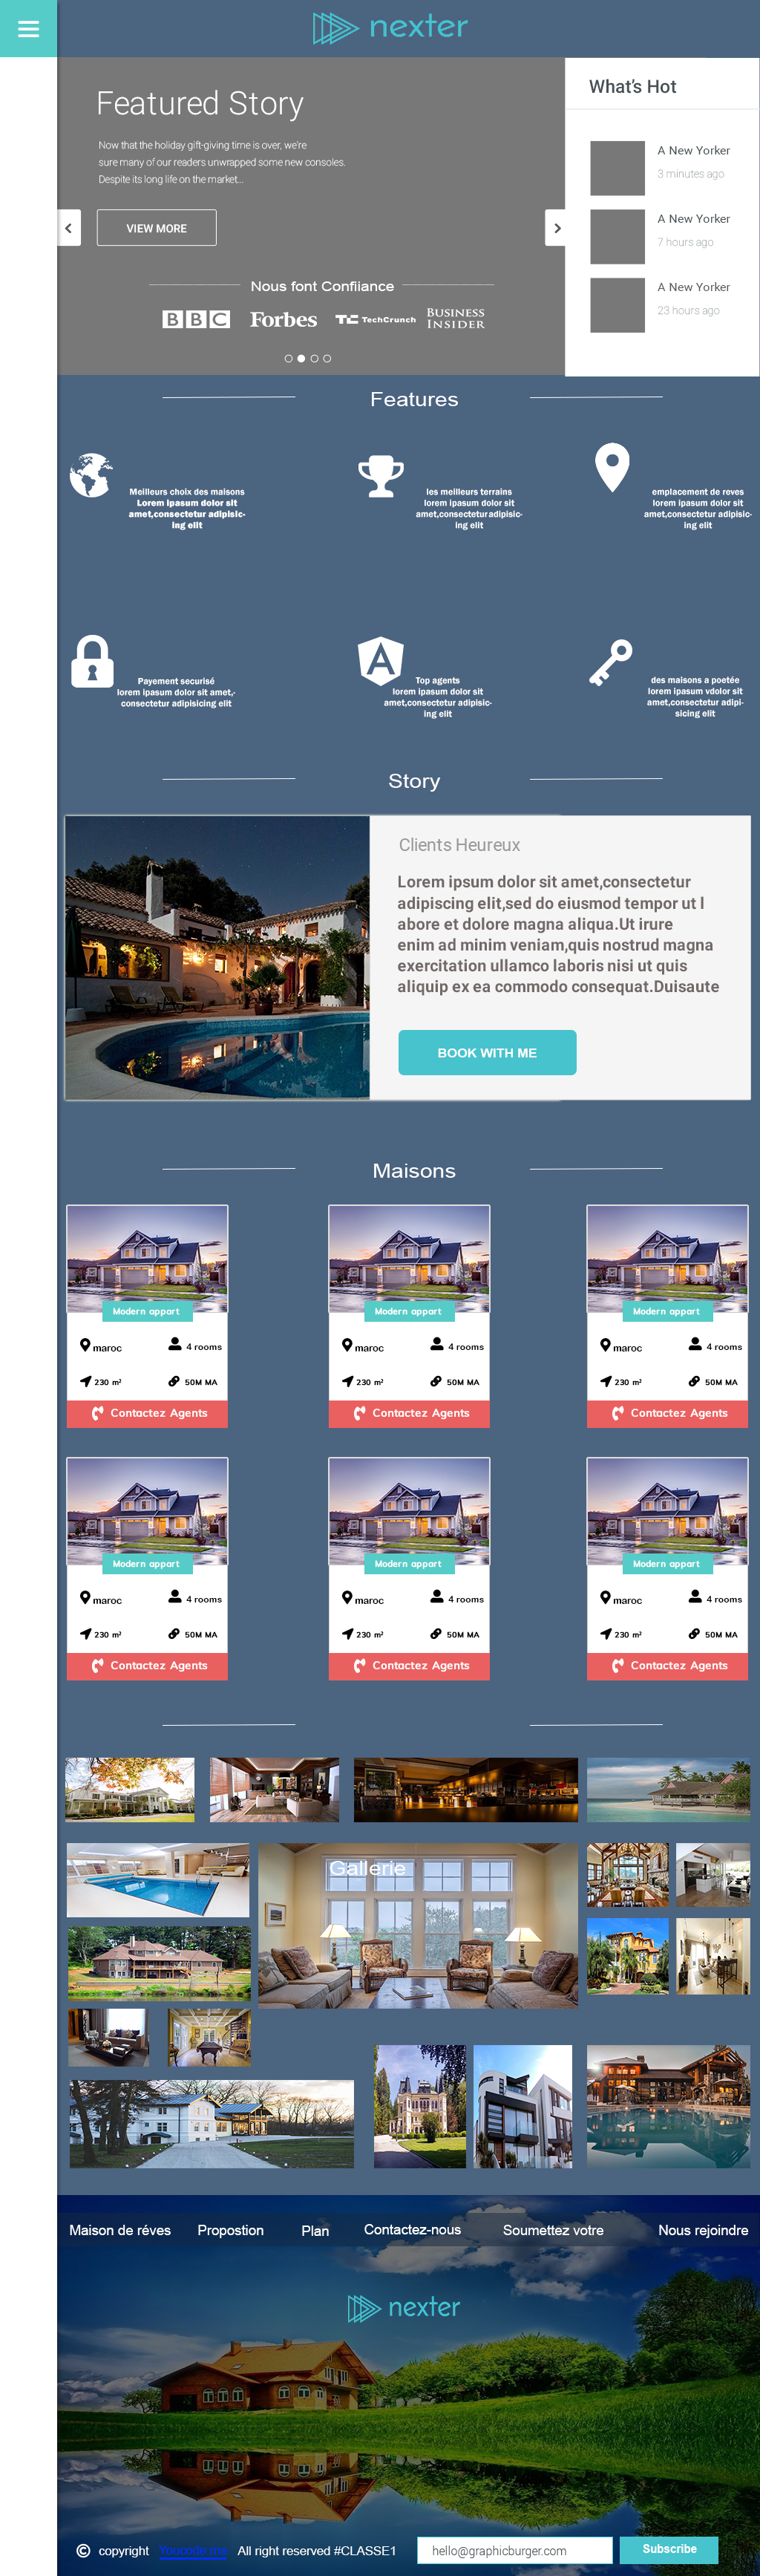 nexter
Featured Story
Now that the holiday gift-giving time is over, we're
sure many of our readers unwrapped some new consoles.
Despite its long life on the market...
VIEW MORE
Nous font Confiiance
BBC
Forbes
TechCrunch
BUSINESS
INSIDER
What's Hot
A New Yorker
3 minutes ago
A New Yorker
7 hours ago
A New Yorker
23 hours ago
Features
Meilleurs choix des maisons
Lorem ipasum dolor sit
amet,consectetur adipisic-
ing elit
les meilleurs terrains
lorem ipasum dolor sit
amet,consectetur adipisic-
ing elit
emplacement de reves
lorem ipasum dolor sit
amet,consectetur adipisic-
ing elit
Payement securisé
lorem ipasum dolor sit amet,-
consectetur adipisicing elit
Top agents
lorem ipasum dolor sit
amet,consectetur adipisic-
ing elit
des maisons a poetée
lorem ipasum vdolor sit
amet,consectetur adipi-
sicing elit
Story
Clients Heureux
Lorem ipsum dolor sit amet,consectetur
adipiscing elit,sed do eiusmod tempor ut l
abore et dolore magna aliqua.Ut irure
enim ad minim veniam,quis nostrud magna
exercitation ullamco laboris nisi ut quis
aliquip ex ea commodo consequat.Duisaute
BOOK WITH ME
Maisons
Modern appart
maroc
4 rooms
230 m²
50M MA
Contactez Agents
Modern appart
maroc
4 rooms
230 m²
50M MA
Contactez Agents
Modern appart
maroc
4 rooms
230 m²
50M MA
Contactez Agents
Modern appart
maroc
4 rooms
230 m²
50M MA
Contactez Agents
Modern appart
maroc
4 rooms
230 m²
50M MA
Contactez Agents
Modern appart
maroc
4 rooms
230 m²
50M MA
Contactez Agents
Gallerie
Maison de réves Propostion Plan Contactez-nous Soumettez votre Nous rejoindre
nexter
© copyright Youcode.ma All right reserved #CLASSE1
hello@graphicburger.com
Subscribe